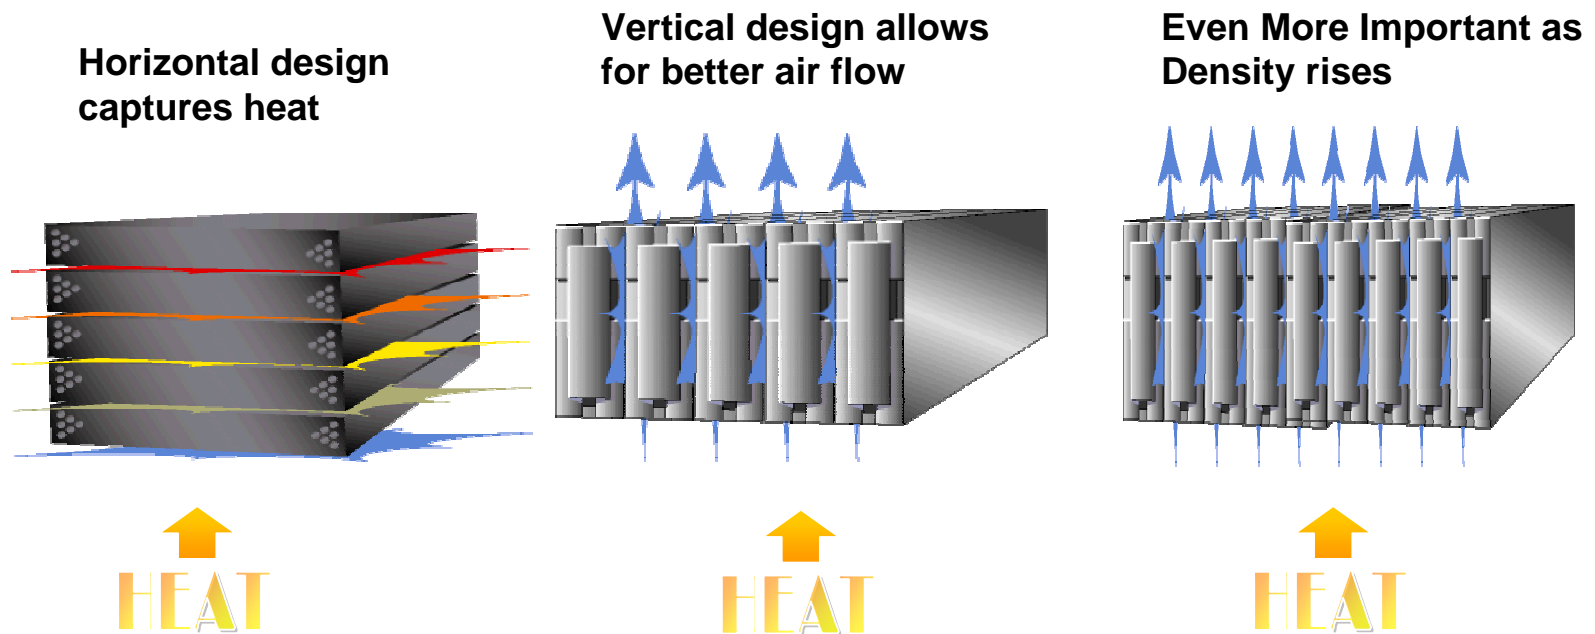 Horizontal design
captures heat
Vertical design allows
for better air flow
Even More Important as
Density rises
HEAT
HEAT
HEAT